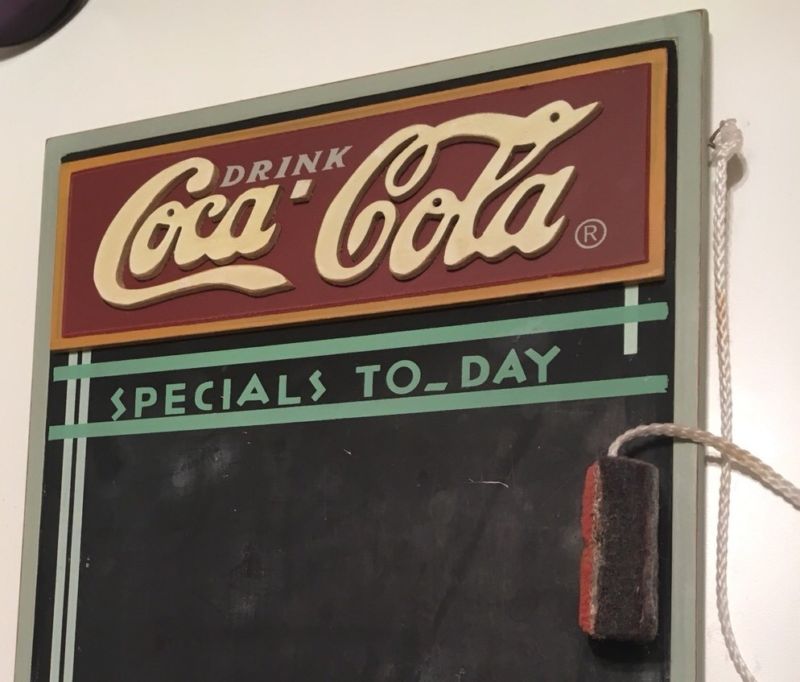 DRINK
Coca-Cola ®
SPECIALS TO_DAY